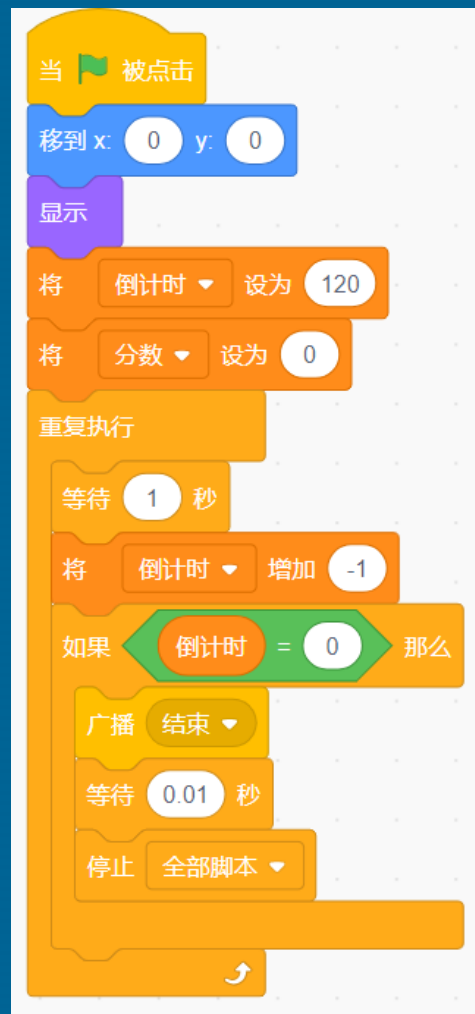 当 被点击
移到 x: 0 y: 0
显示
将 倒计时 设为 120
将 分数 设为 0
重复执行
等待 1 秒
将 倒计时 增加 -1
如果 倒计时 = 0 那么
广播 结束
等待 0.01 秒
停止 全部脚本